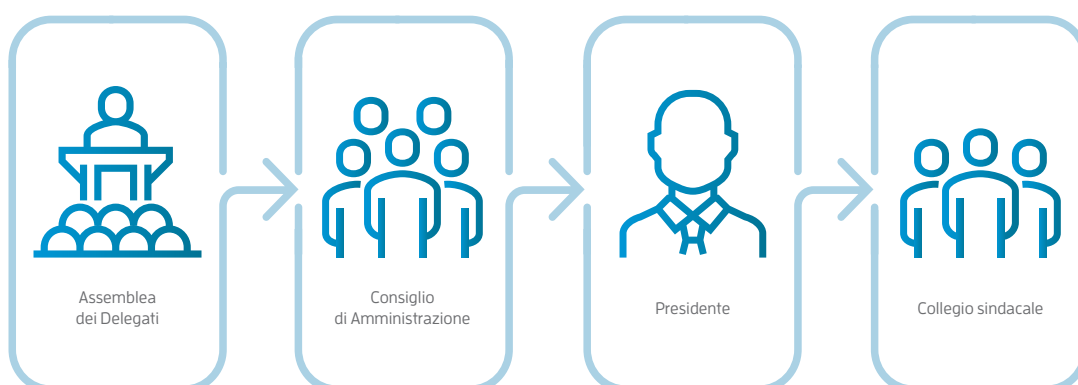 Assemblea
dei Delegati
Consiglio
di Amministrazione
Presidente
Collegio sindacale